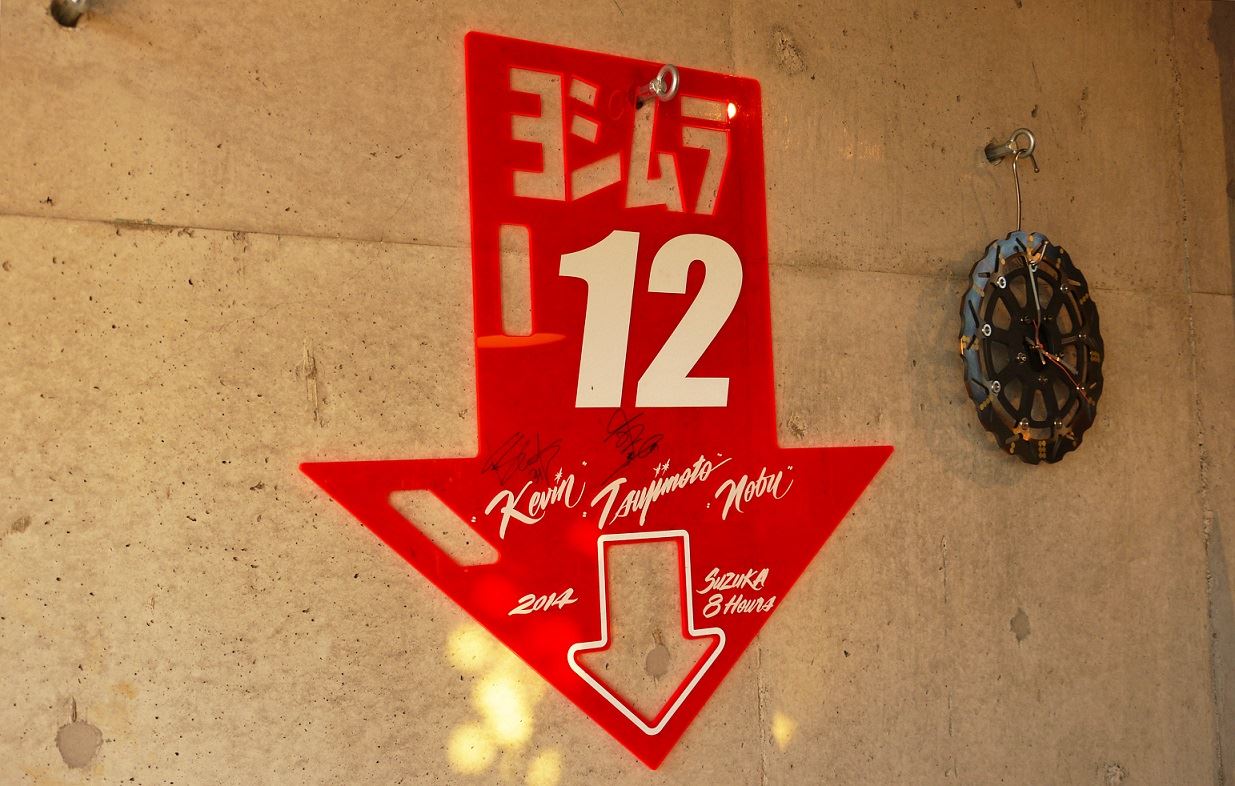 ヨシムラ
12
"Kevin" "Tsujimoto" "Nobu"
2014
SUZUKA
8 Hours